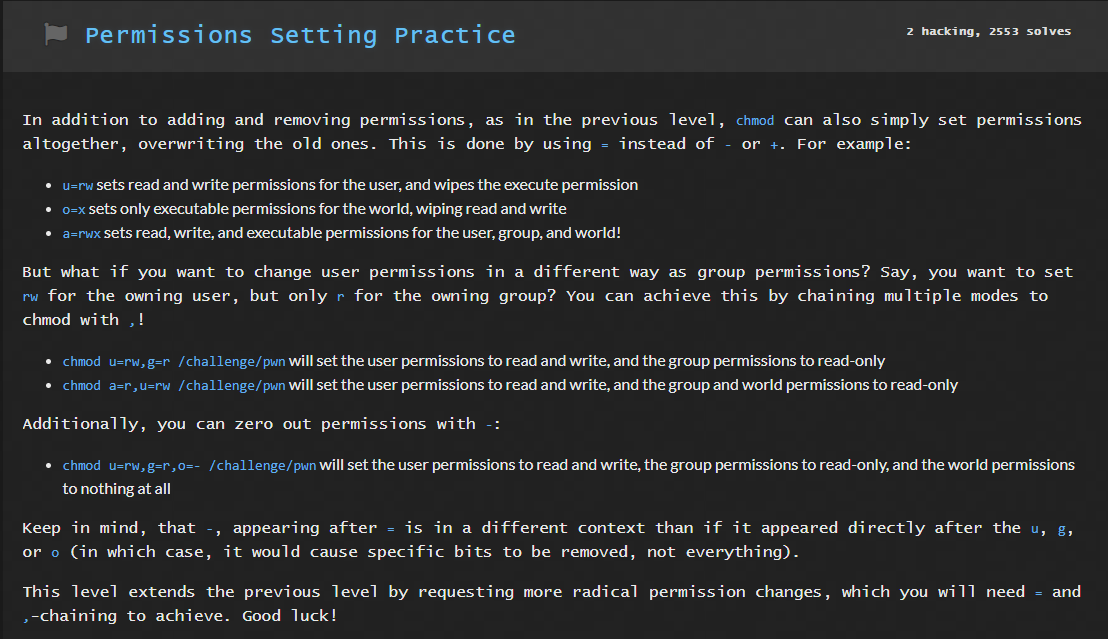 Permissions Setting Practice
2 hacking, 2553 solves
In addition to adding and removing permissions, as in the previous level, chmod can also simply set permissions
altogether, overwriting the old ones. This is done by using = instead of - or +. For example:
• u=rw sets read and write permissions for the user, and wipes the execute permission
• o=x sets only executable permissions for the world, wiping read and write
• a=rwx sets read, write, and executable permissions for the user, group, and world!
But what if you want to change user permissions in a different way as group permissions? Say, you want to set
rw for the owning user, but only r for the owning group? You can achieve this by chaining multiple modes to
chmod with ,!
• chmod u=rw,g=r /challenge/pwn will set the user permissions to read and write, and the group permissions to read-only
• chmod a=r,u=rw /challenge/pwn will set the user permissions to read and write, and the group and world permissions to read-only
Additionally, you can zero out permissions with -:
• chmod u=rw,g=r,o=- /challenge/pwn will set the user permissions to read and write, the group permissions to read-only, and the world permissions
to nothing at all
Keep in mind, that -, appearing after = is in a different context than if it appeared directly after the u, g,
or o (in which case, it would cause specific bits to be removed, not everything).
This level extends the previous level by requesting more radical permission changes, which you will need = and
,-chaining to achieve. Good luck!